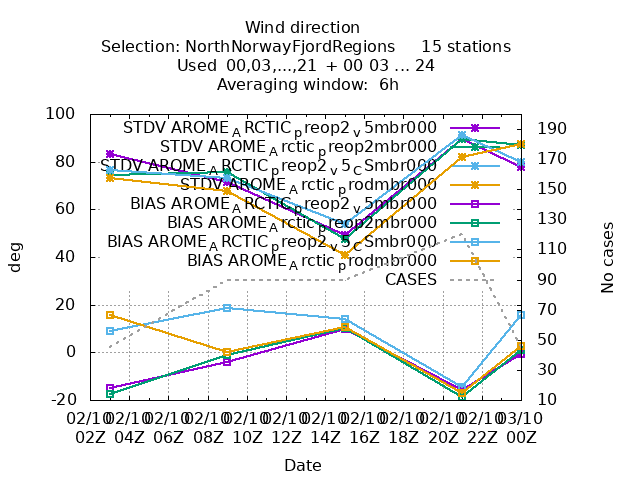 Wind direction
Selection: NorthNorwayFjordRegions 15 stations
Used 00,03,...,21 + 00 03 ... 24
Averaging window: 6h
100
80
60
40
20
0
-20
deg
190
170
150
130
110
90
70
50
30
10
No cases
STDV AROME_ARCTIC_preop2_v5mbr000
STDV AROME_Arctic_preop2mbr000
STDV AROME_ARCTIC_preop2_v5_CSmbr000
STDV AROME_Arctic_prodmbr000
BIAS AROME_ARCTIC_preop2_v5mbr000
BIAS AROME_Arctic_preop2mbr000
BIAS AROME_ARCTIC_preop2_v5_CSmbr000
BIAS AROME_Arctic_prodmbr000
CASES
02/10 02/10 02/10 02/10 02/10 02/10 02/10 02/10 02/10 02/10 02/10 03/10
02Z 04Z 06Z 08Z 10Z 12Z 14Z 16Z 18Z 20Z 22Z 00Z
Date